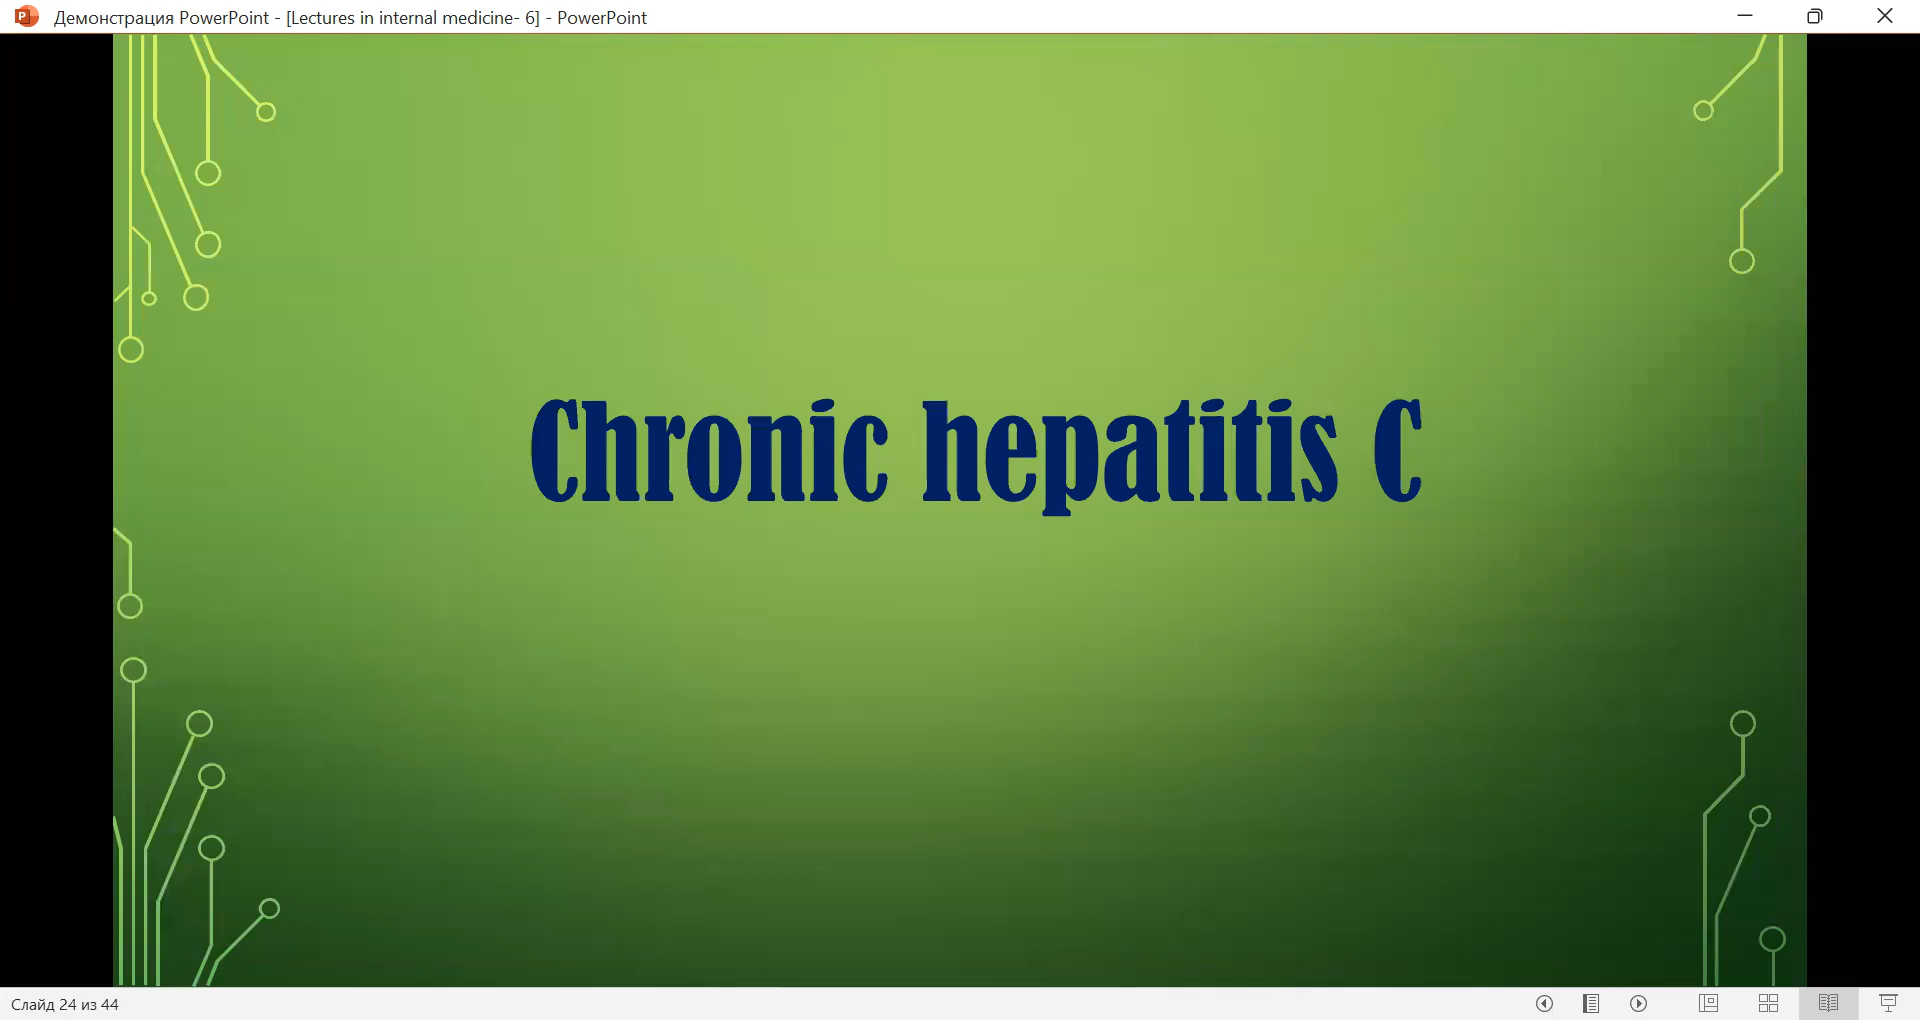 Демонстрация PowerPoint - [Lectures in internal medicine- 6] - PowerPoint
Chronic hepatitis C
Слайд 24 из 44